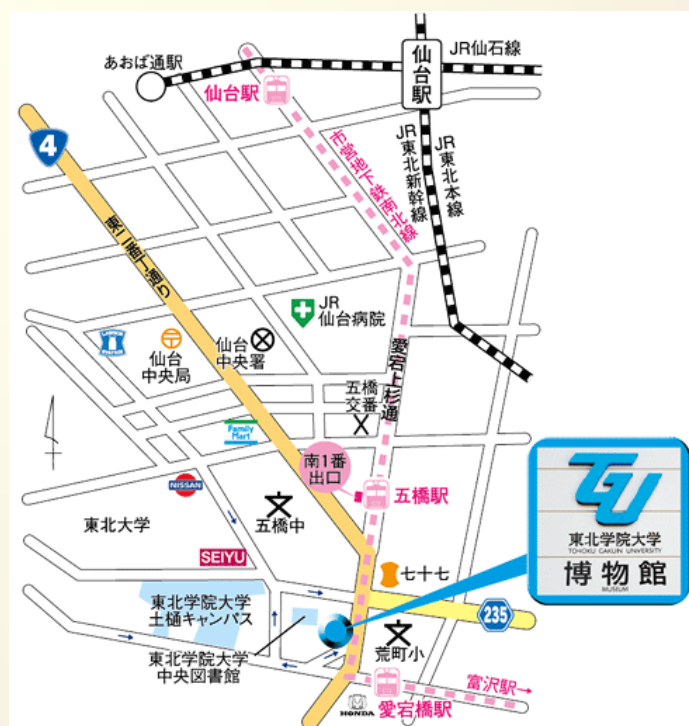 JR仙石線
あおば通駅
仙台駅
仙台駅
市営地下鉄南北線
JR東北新幹線
JR東北本線
4
東二番丁通り
JR
仙台病院
仙台
中央局
仙台
中央署
愛宕上杉通
五橋
交番
Family
Mart
南1番
出口
五橋駅
NISSAN
東北大学
五橋中
SEIYU
七十七
235
東北学院大学
土樋キャンパス
東北学院大学
中央図書館
荒町小
富沢駅→
愛宕橋駅
HONDA
TGU
東北学院大学
TOHOKU GAKUIN UNIVERSITY
博物館
MUSEUM